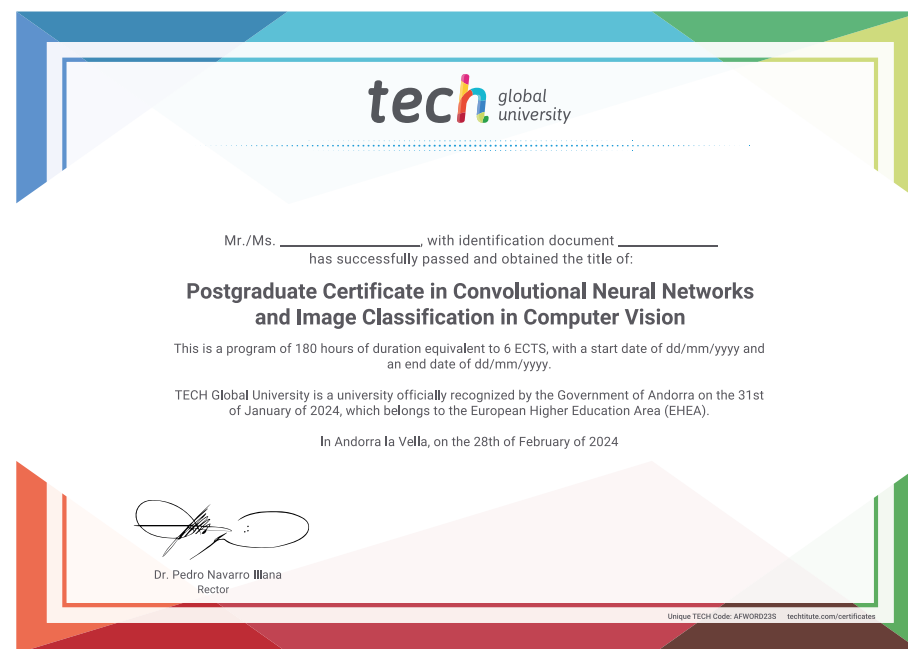 tech global
university
Mr./Ms. ____________, with identification document ____________
has successfully passed and obtained the title of:
Postgraduate Certificate in Convolutional Neural Networks
and Image Classification in Computer Vision
This is a program of 180 hours of duration equivalent to 6 ECTS, with a start date of dd/mm/yyyy and
an end date of dd/mm/yyyy.
TECH Global University is a university officially recognized by the Government of Andorra on the 31st
of January of 2024, which belongs to the European Higher Education Area (EHEA).
In Andorra la Vella, on the 28th of February of 2024
Dr. Pedro Navarro Illana
Rector
Unique TECH Code: AFWORD23S techtitute.com/certificates